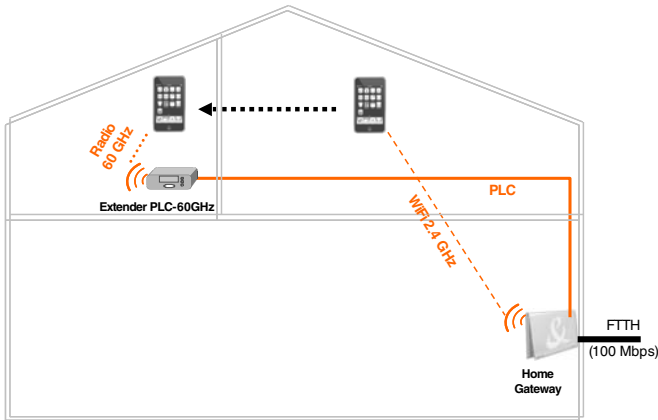 Radio
60 GHz
Extender PLC-60GHz
PLC
WiFi 2.4 GHz
&
FTTH
(100 Mbps)
Home
Gateway